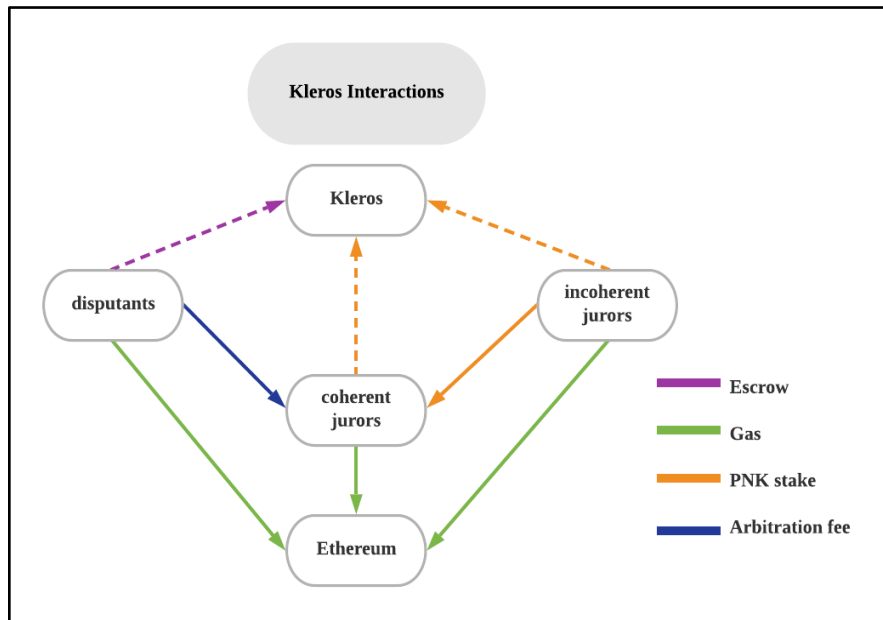 Kleros Interactions
Kleros
disputants
incoherent
jurors
coherent
jurors
Ethereum
Escrow
Gas
PNK stake
Arbitration fee